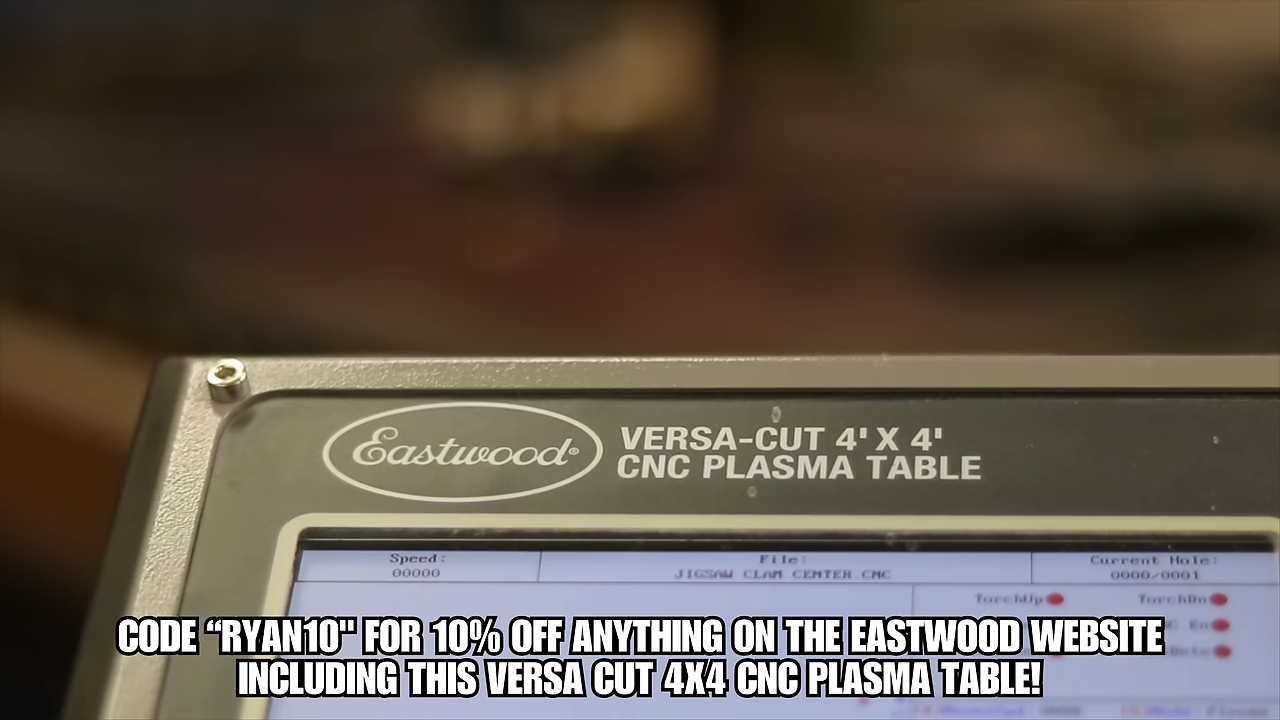 Eastwood®
VERSA-CUT 4' X 4'
CNC PLASMA TABLE
Speed: File: Current Hole:
00000 JIGSAW CLAM CENTER.CNC 0000/0001
TorchUp TorchDn
CODE “RYAN10" FOR 10% OFF ANYTHING ON THE EASTWOOD WEBSITE
INCLUDING THIS VERSA CUT 4X4 CNC PLASMA TABLE!